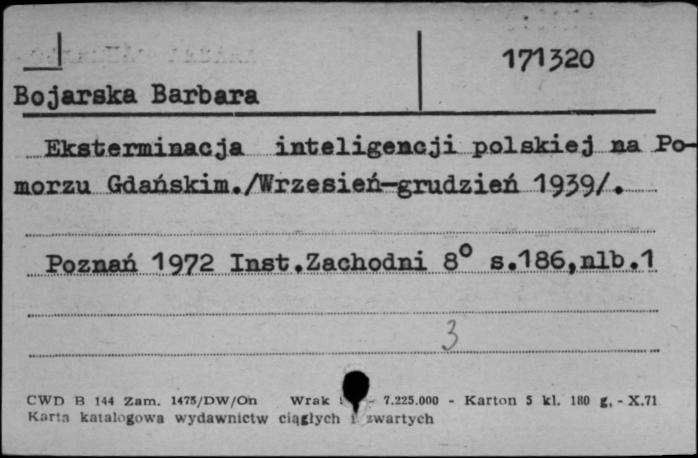 171320
Bojarska Barbara
Eksterminacja inteligencji polskiej na Po-
morzu Gdańskim./Wrzesień-grudzień 1939/.
Poznań 1972 Inst.Zachodni 8° s.186,nlb.1
3
CWD B 144 Zam. 1475/DW/On Wrak 7.225.000 - Karton 5 kl. 180 g, - X.71
Karta katalogowa wydawnictw ciągłych i zwartych